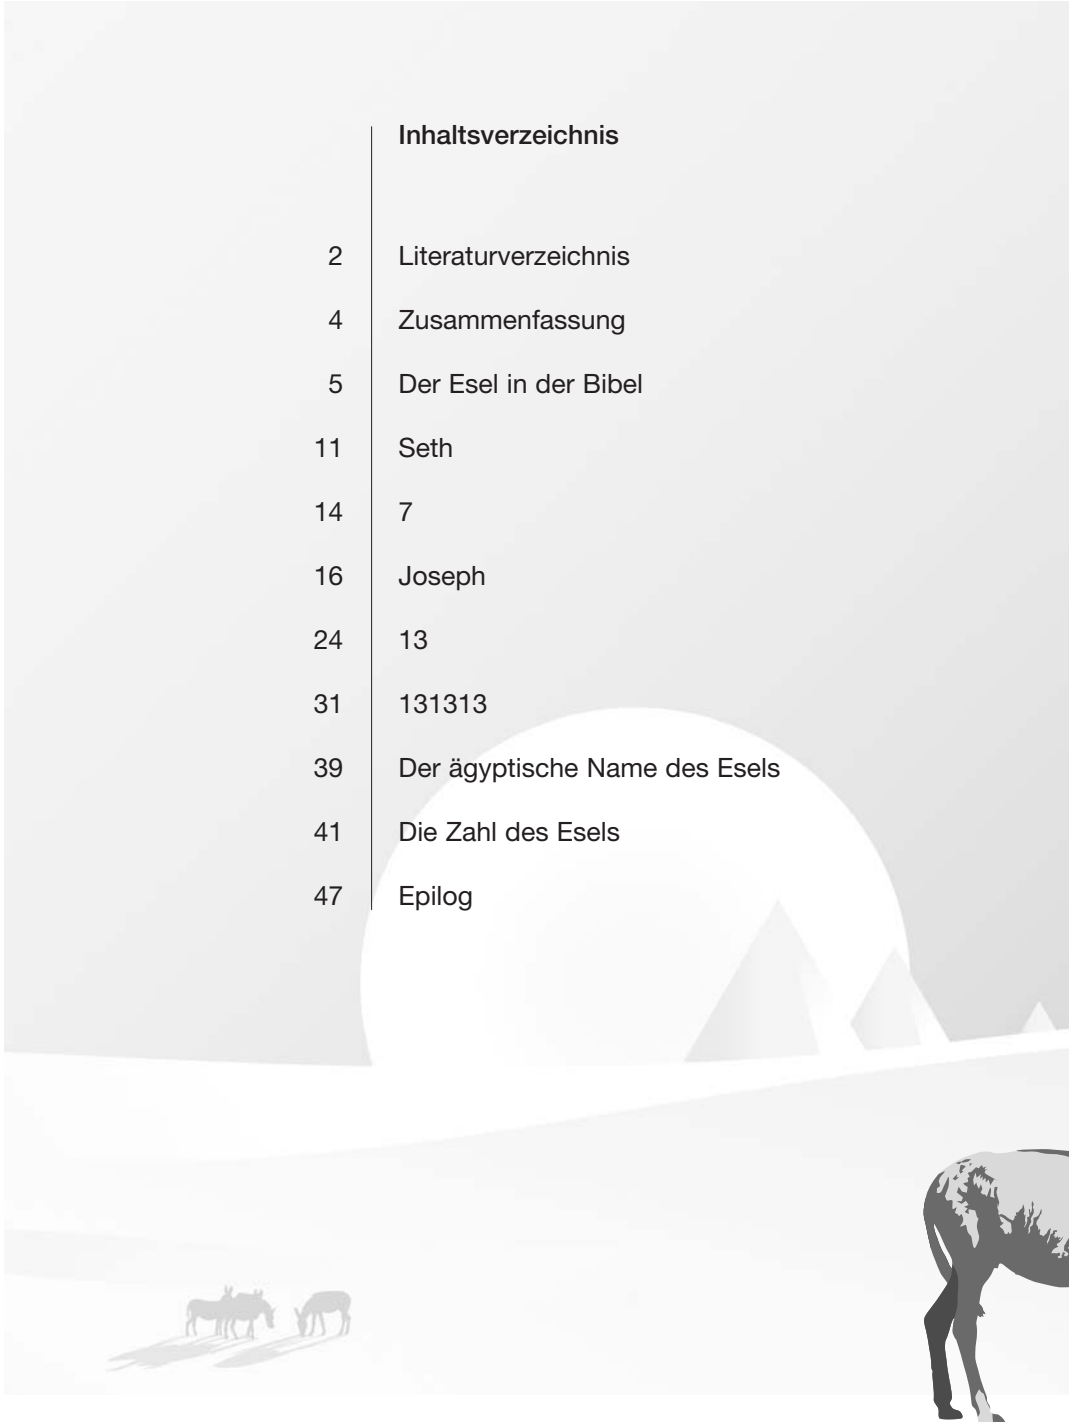 Inhaltsverzeichnis
2 Literaturverzeichnis
4 Zusammenfassung
5 Der Esel in der Bibel
11 Seth
14 7
16 Joseph
24 13
31 131313
39 Der ägyptische Name des Esels
41 Die Zahl des Esels
47 Epilog